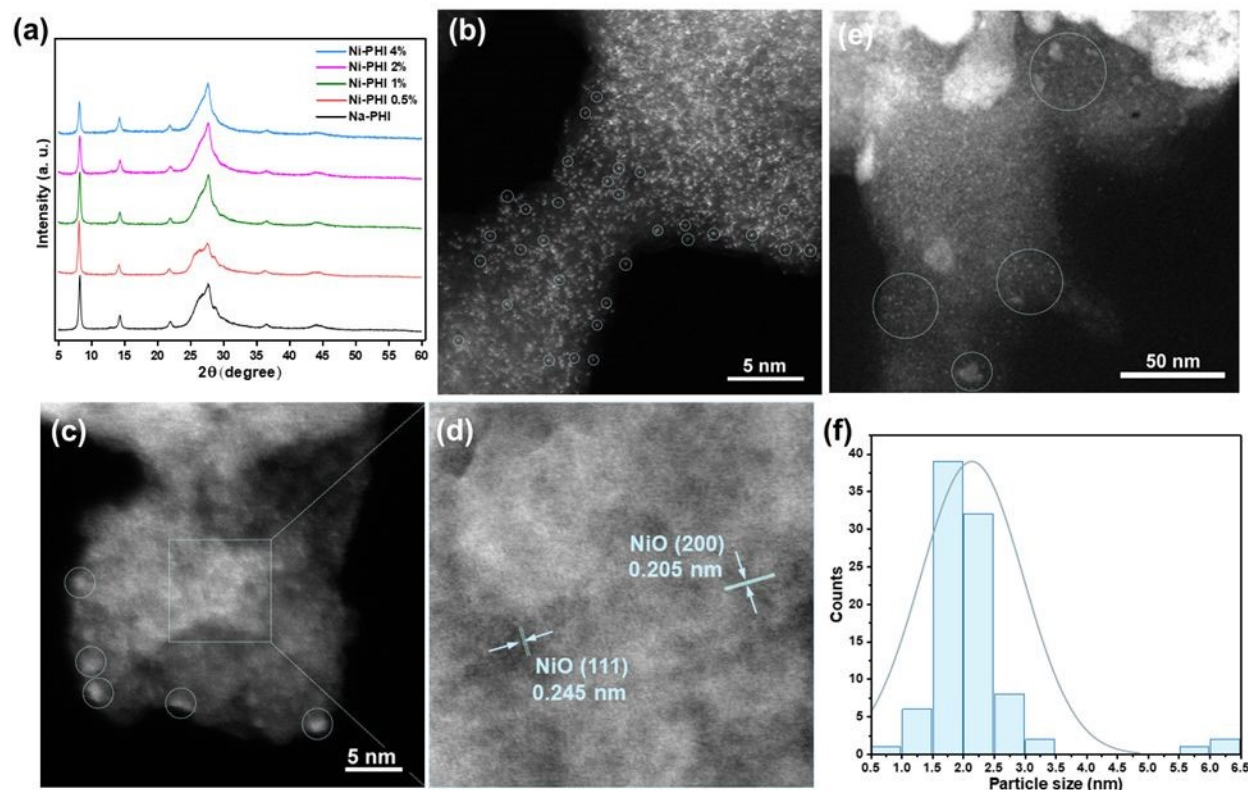 (a)
Ni-PHI 4%
Ni-PHI 2%
Ni-PHI 1%
Ni-PHI 0.5%
Na-PHI
Intensity (a. u.)
5 10 15 20 25 30 35 40 45 50 55 60
2θ (degree)
(b)
5 nm
(e)
50 nm
(c)
5 nm
(d)
NiO (200)
0.205 nm
NiO (111)
0.245 nm
(f)
Counts
40
35
30
25
20
15
10
5
0
0.5 1.0 1.5 2.0 2.5 3.0 3.5 4.0 4.5 5.0 5.5 6.0 6.5
Particle size (nm)